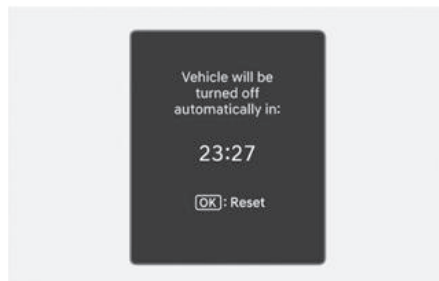 Vehicle will be
turned off
automatically in:
23:27
OK : Reset